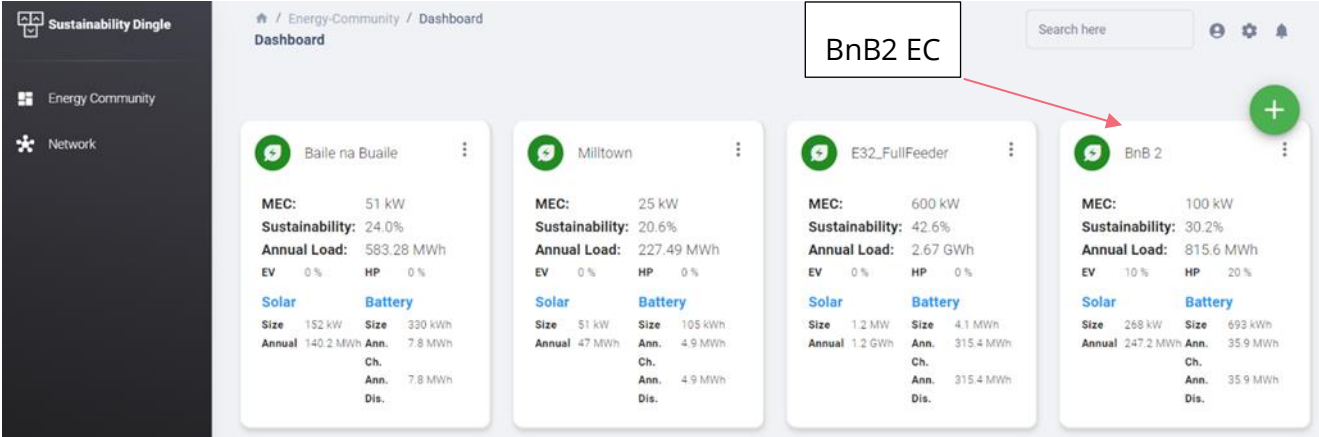 Sustainability Dingle
Energy Community
Network
/ Energy-Community / Dashboard
Dashboard
Search here
BnB2 EC
+
Baile na Buaile
MEC: 51 kW
Sustainability: 24.0%
Annual Load: 583.28 MWh
EV 0 % HP 0 %
Solar Battery
Size 152 kW Size 330 kWh
Annual 140.2 MWh Ann. 7.8 MWh
Ch.
Ann. 7.8 MWh
Dis.
Milltown
MEC: 25 kW
Sustainability: 20.6%
Annual Load: 227.49 MWh
EV 0 % HP 0 %
Solar Battery
Size 51 kW Size 105 kWh
Annual 47 MWh Ann. 4.9 MWh
Ch.
Ann. 4.9 MWh
Dis.
E32_FullFeeder
MEC: 600 kW
Sustainability: 42.6%
Annual Load: 2.67 GWh
EV 0 % HP 0 %
Solar Battery
Size 1.2 MW Size 4.1 MWh
Annual 1.2 GWh Ann. 315.4 MWh
Ch.
Ann. 315.4 MWh
Dis.
BnB 2
MEC: 100 kW
Sustainability: 30.2%
Annual Load: 815.6 MWh
EV 10 % HP 20 %
Solar Battery
Size 268 kW Size 693 kWh
Annual 247.2 MWh Ann. 35.9 MWh
Ch.
Ann. 35.9 MWh
Dis.